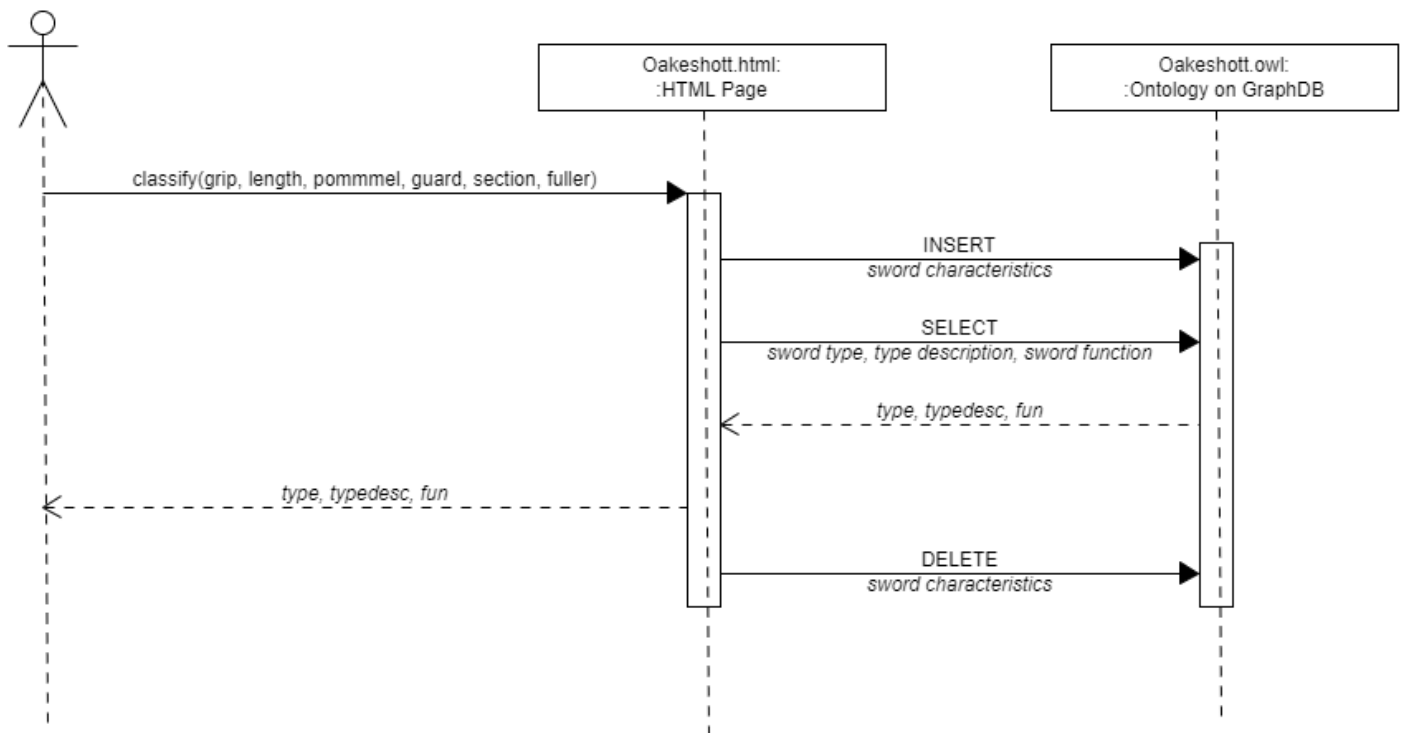 Oakeshott.html:
:HTML Page
Oakeshott.owl:
:Ontology on GraphDB
classify(grip, length, pommmel, guard, section, fuller)
INSERT
sword characteristics
SELECT
sword type, type description, sword function
type, typedesc, fun
type, typedesc, fun
DELETE
sword characteristics